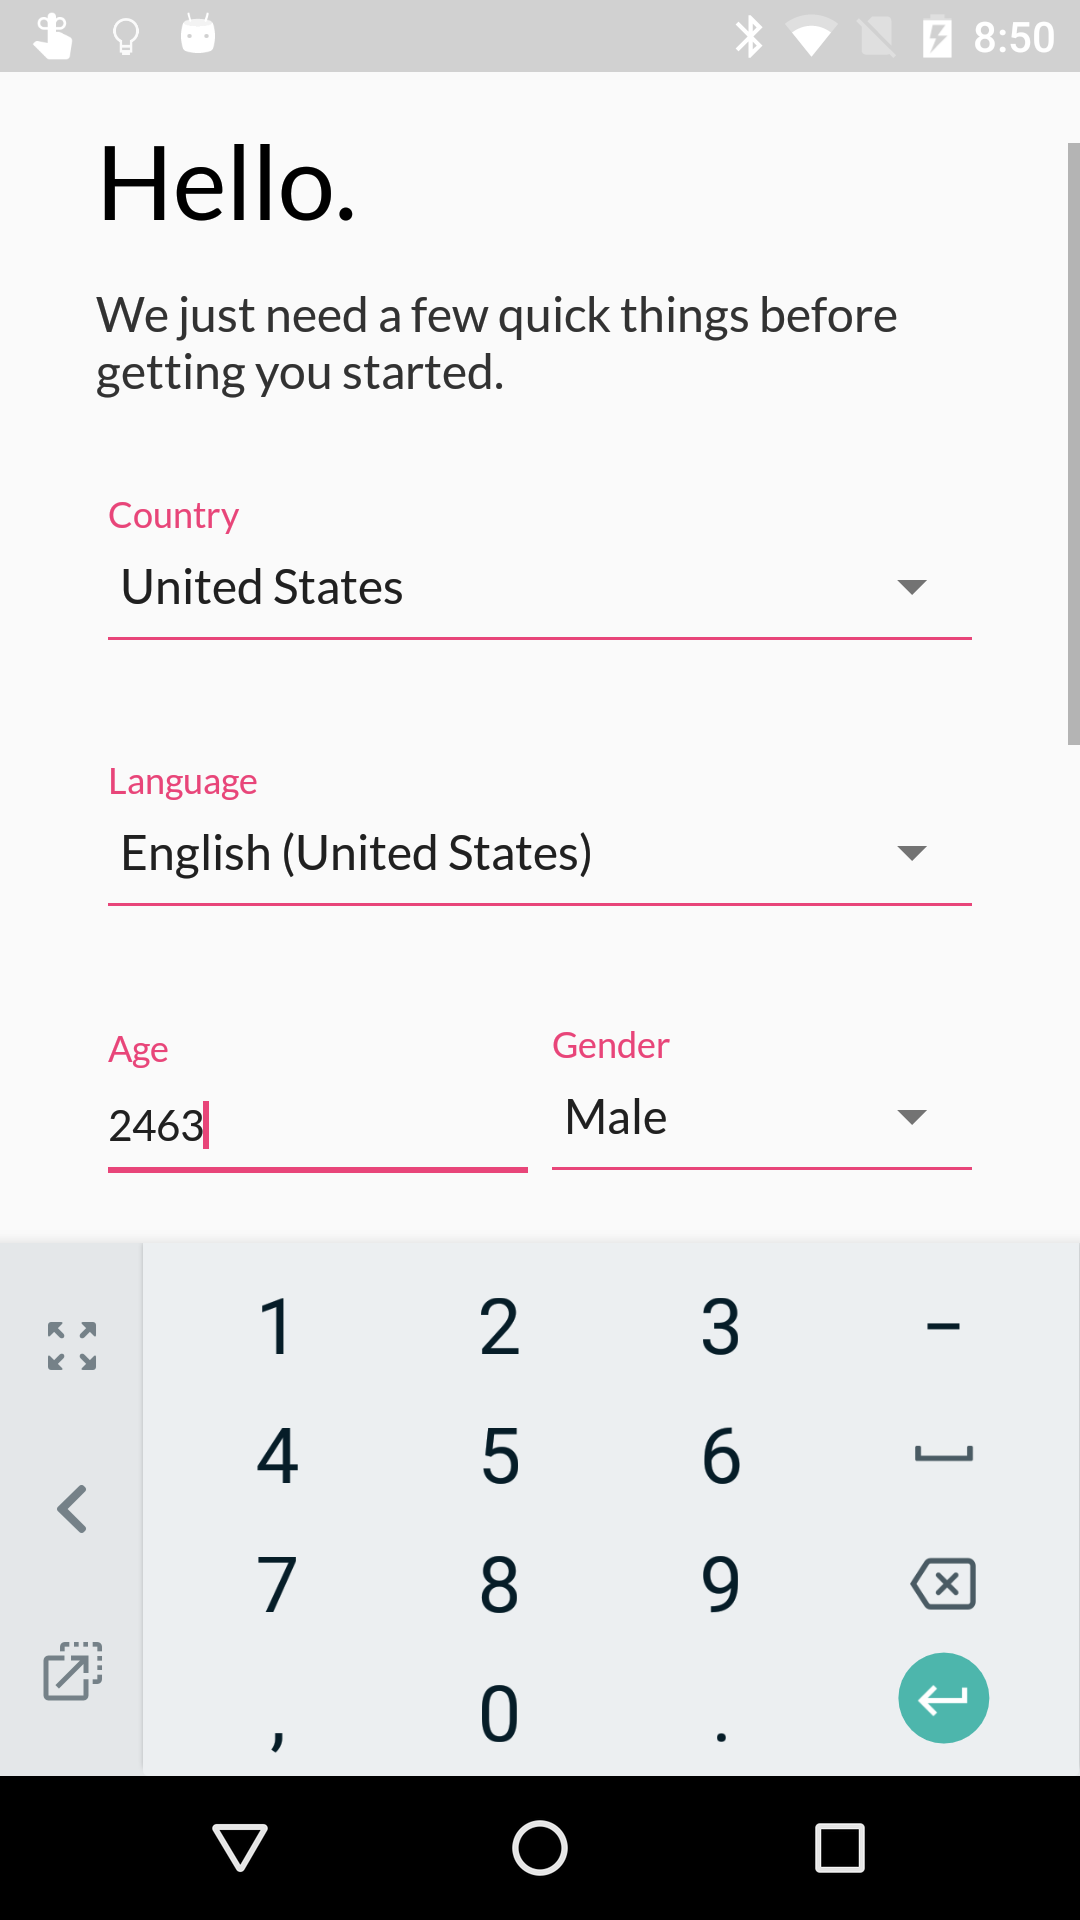 8:50
Hello.
We just need a few quick things before
getting you started.
Country
United States
Language
English (United States)
Age
Gender
2463
Male
1 2 3 -
4 5 6
7 8 9
, 0 .